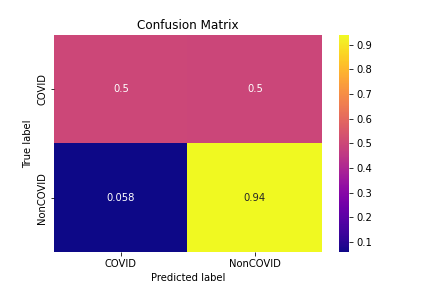 Confusion Matrix
COVID
0.5
0.5
NonCOVID
0.058
0.94
COVID
NonCOVID
True label
Predicted label
0.9
0.8
0.7
0.6
0.5
0.4
0.3
0.2
0.1